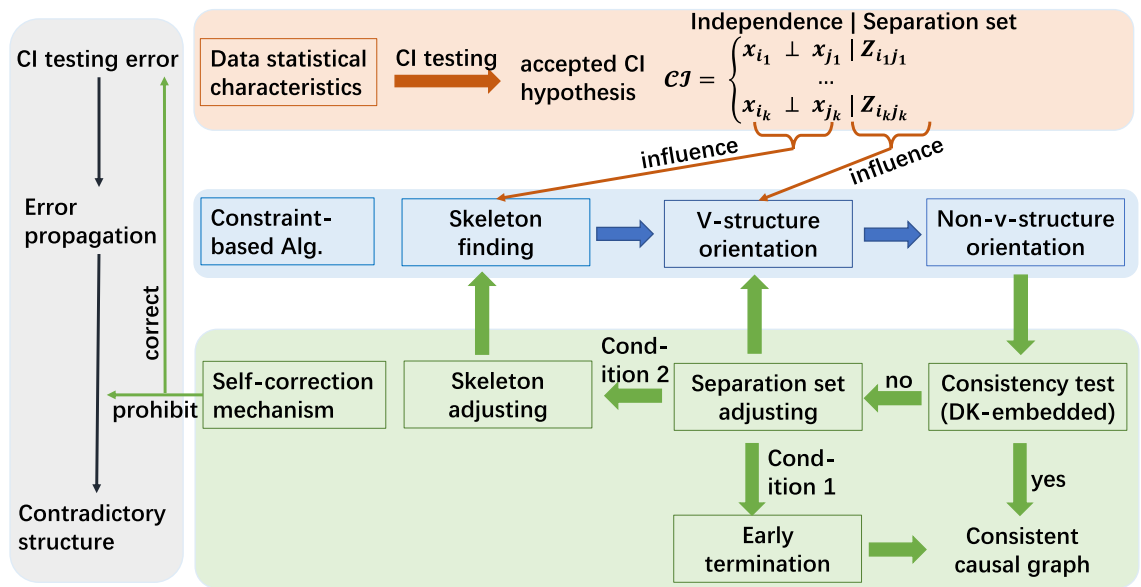 CI testing error
Error
propagation
Contradictory
structure
correct
prohibit
Data statistical
characteristics
CI testing
accepted CI
hypothesis
Independence | Separation set
𝓒𝓘 = { x_{i_1} ⊥ x_{j_1} | Z_{i_1 j_1}
...
x_{i_k} ⊥ x_{j_k} | Z_{i_k j_k}
influence
influence
Constraint-
based Alg.
Skeleton
finding
V-structure
orientation
Non-v-structure
orientation
Self-correction
mechanism
Skeleton
adjusting
Cond-
ition 2
Separation set
adjusting
no
Consistency test
(DK-embedded)
Cond-
ition 1
yes
Early
termination
Consistent
causal graph